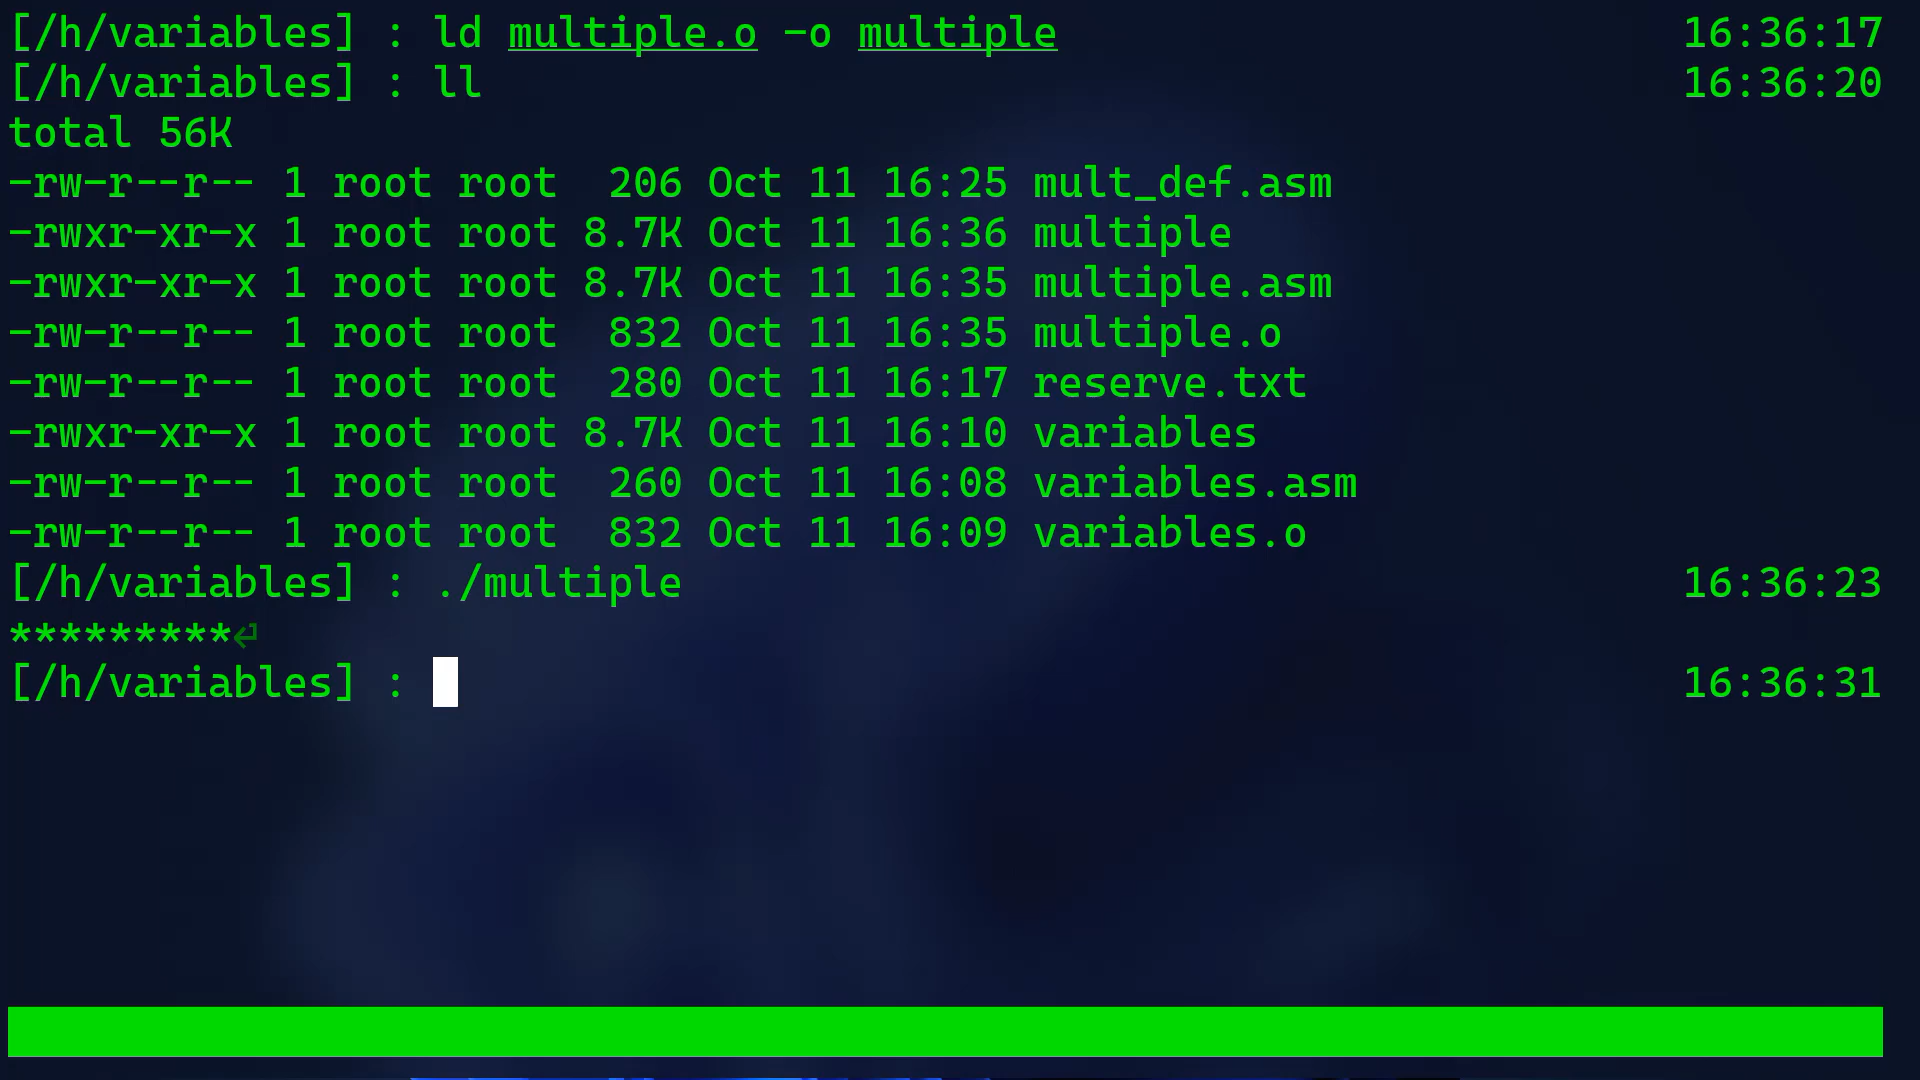 [/h/variables] : ld multiple.o -o multiple 16:36:17
[/h/variables] : ll 16:36:20
total 56K
-rw-r--r-- 1 root root  206 Oct 11 16:25 mult_def.asm
-rwxr-xr-x 1 root root 8.7K Oct 11 16:36 multiple
-rwxr-xr-x 1 root root 8.7K Oct 11 16:35 multiple.asm
-rw-r--r-- 1 root root  832 Oct 11 16:35 multiple.o
-rw-r--r-- 1 root root  280 Oct 11 16:17 reserve.txt
-rwxr-xr-x 1 root root 8.7K Oct 11 16:10 variables
-rw-r--r-- 1 root root  260 Oct 11 16:08 variables.asm
-rw-r--r-- 1 root root  832 Oct 11 16:09 variables.o
[/h/variables] : ./multiple 16:36:23
*********⏎
[/h/variables] : 16:36:31